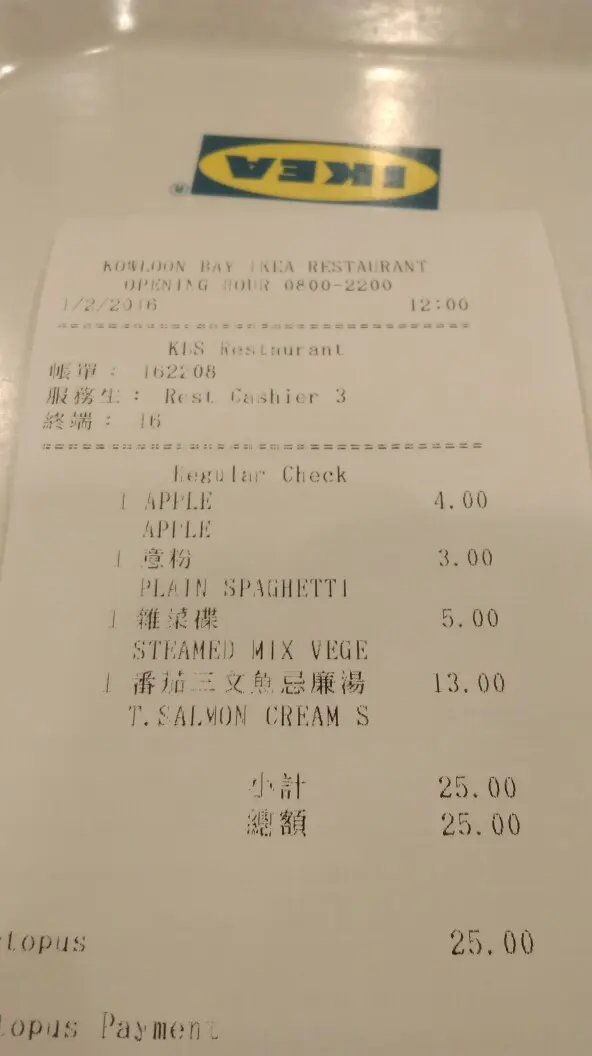 IKEA
®
KOWLOON BAY IKEA RESTAURANT
OPENING HOUR 0800-2200
1/2/2016 12:00
KBS Restaurant
帳單： 162208
服務生： Rest Cashier 3
終端： 16
Regular Check
1 APPLE 4.00
APPLE
1 意粉 3.00
PLAIN SPAGHETTI
1 雜菜碟 5.00
STEAMED MIX VEGE
1 番茄三文魚忌廉湯 13.00
T.SALMON CREAM S
小計 25.00
總額 25.00
topus 25.00
topus Payment